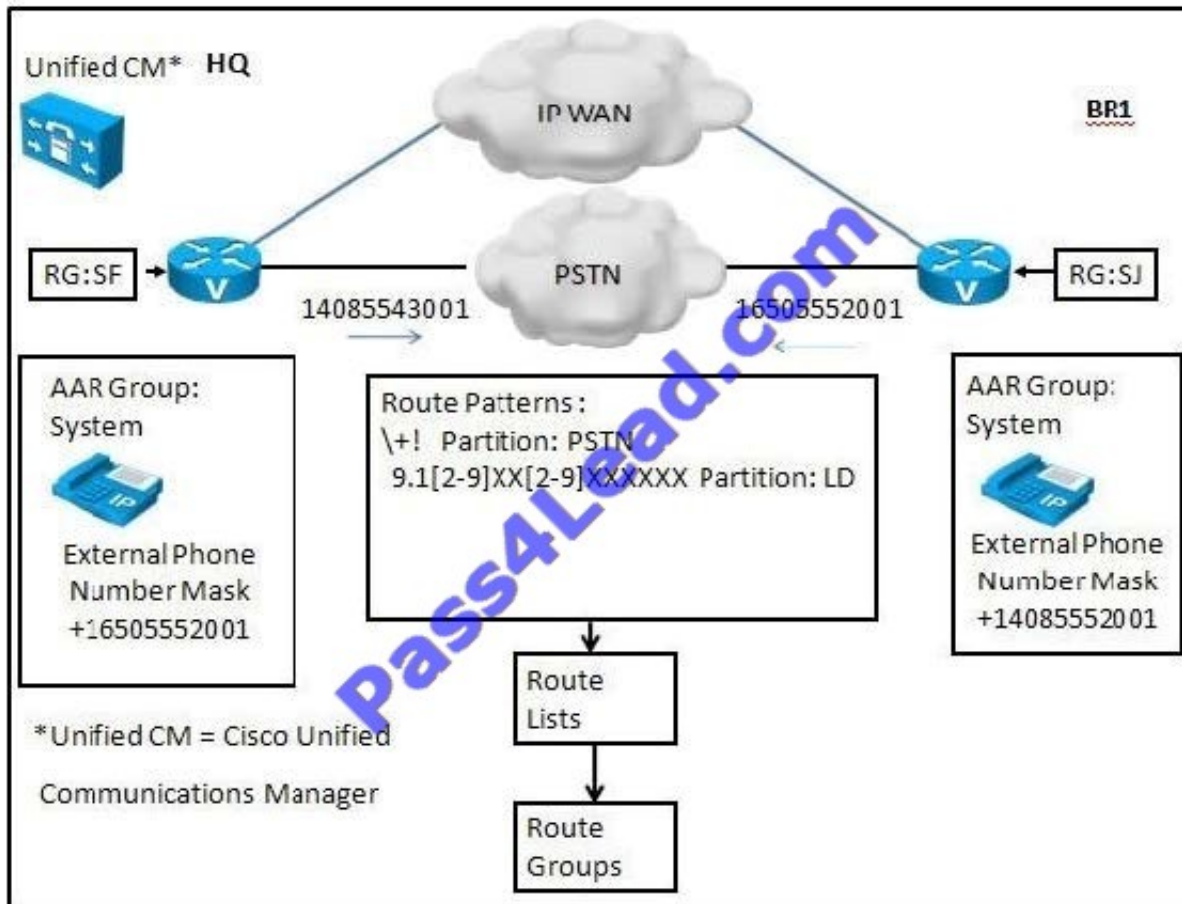 Unified CM* HQ
IP WAN
BR1
RG:SF
V
PSTN
V
RG:SJ
14085543001
16505552001
AAR Group:
System
IP
External Phone
Number Mask
+16505552001
Route Patterns :
\+! Partition: PSTN
9.1[2-9]XX[2-9]XXXXXX Partition: LD
AAR Group:
System
IP
External Phone
Number Mask
+14085552001
Route
Lists
*Unified CM = Cisco Unified
Communications Manager
Route
Groups
Pass4Lead.com